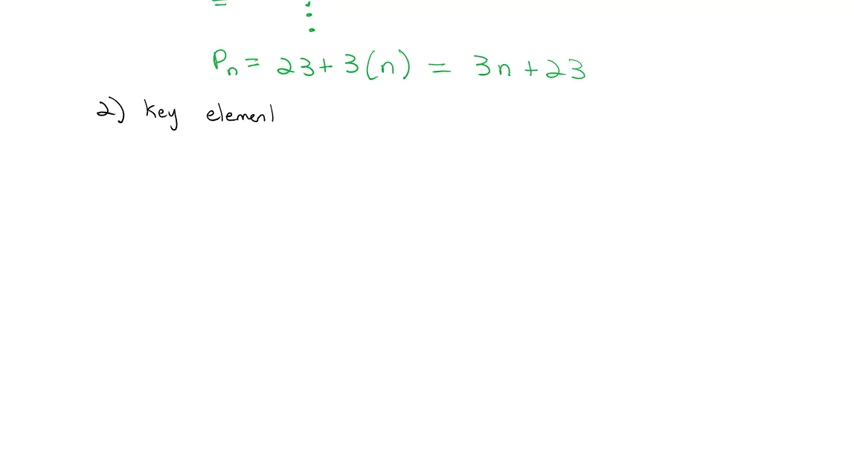 =
Pn = 23 + 3(n) = 3n + 23
2) Key element